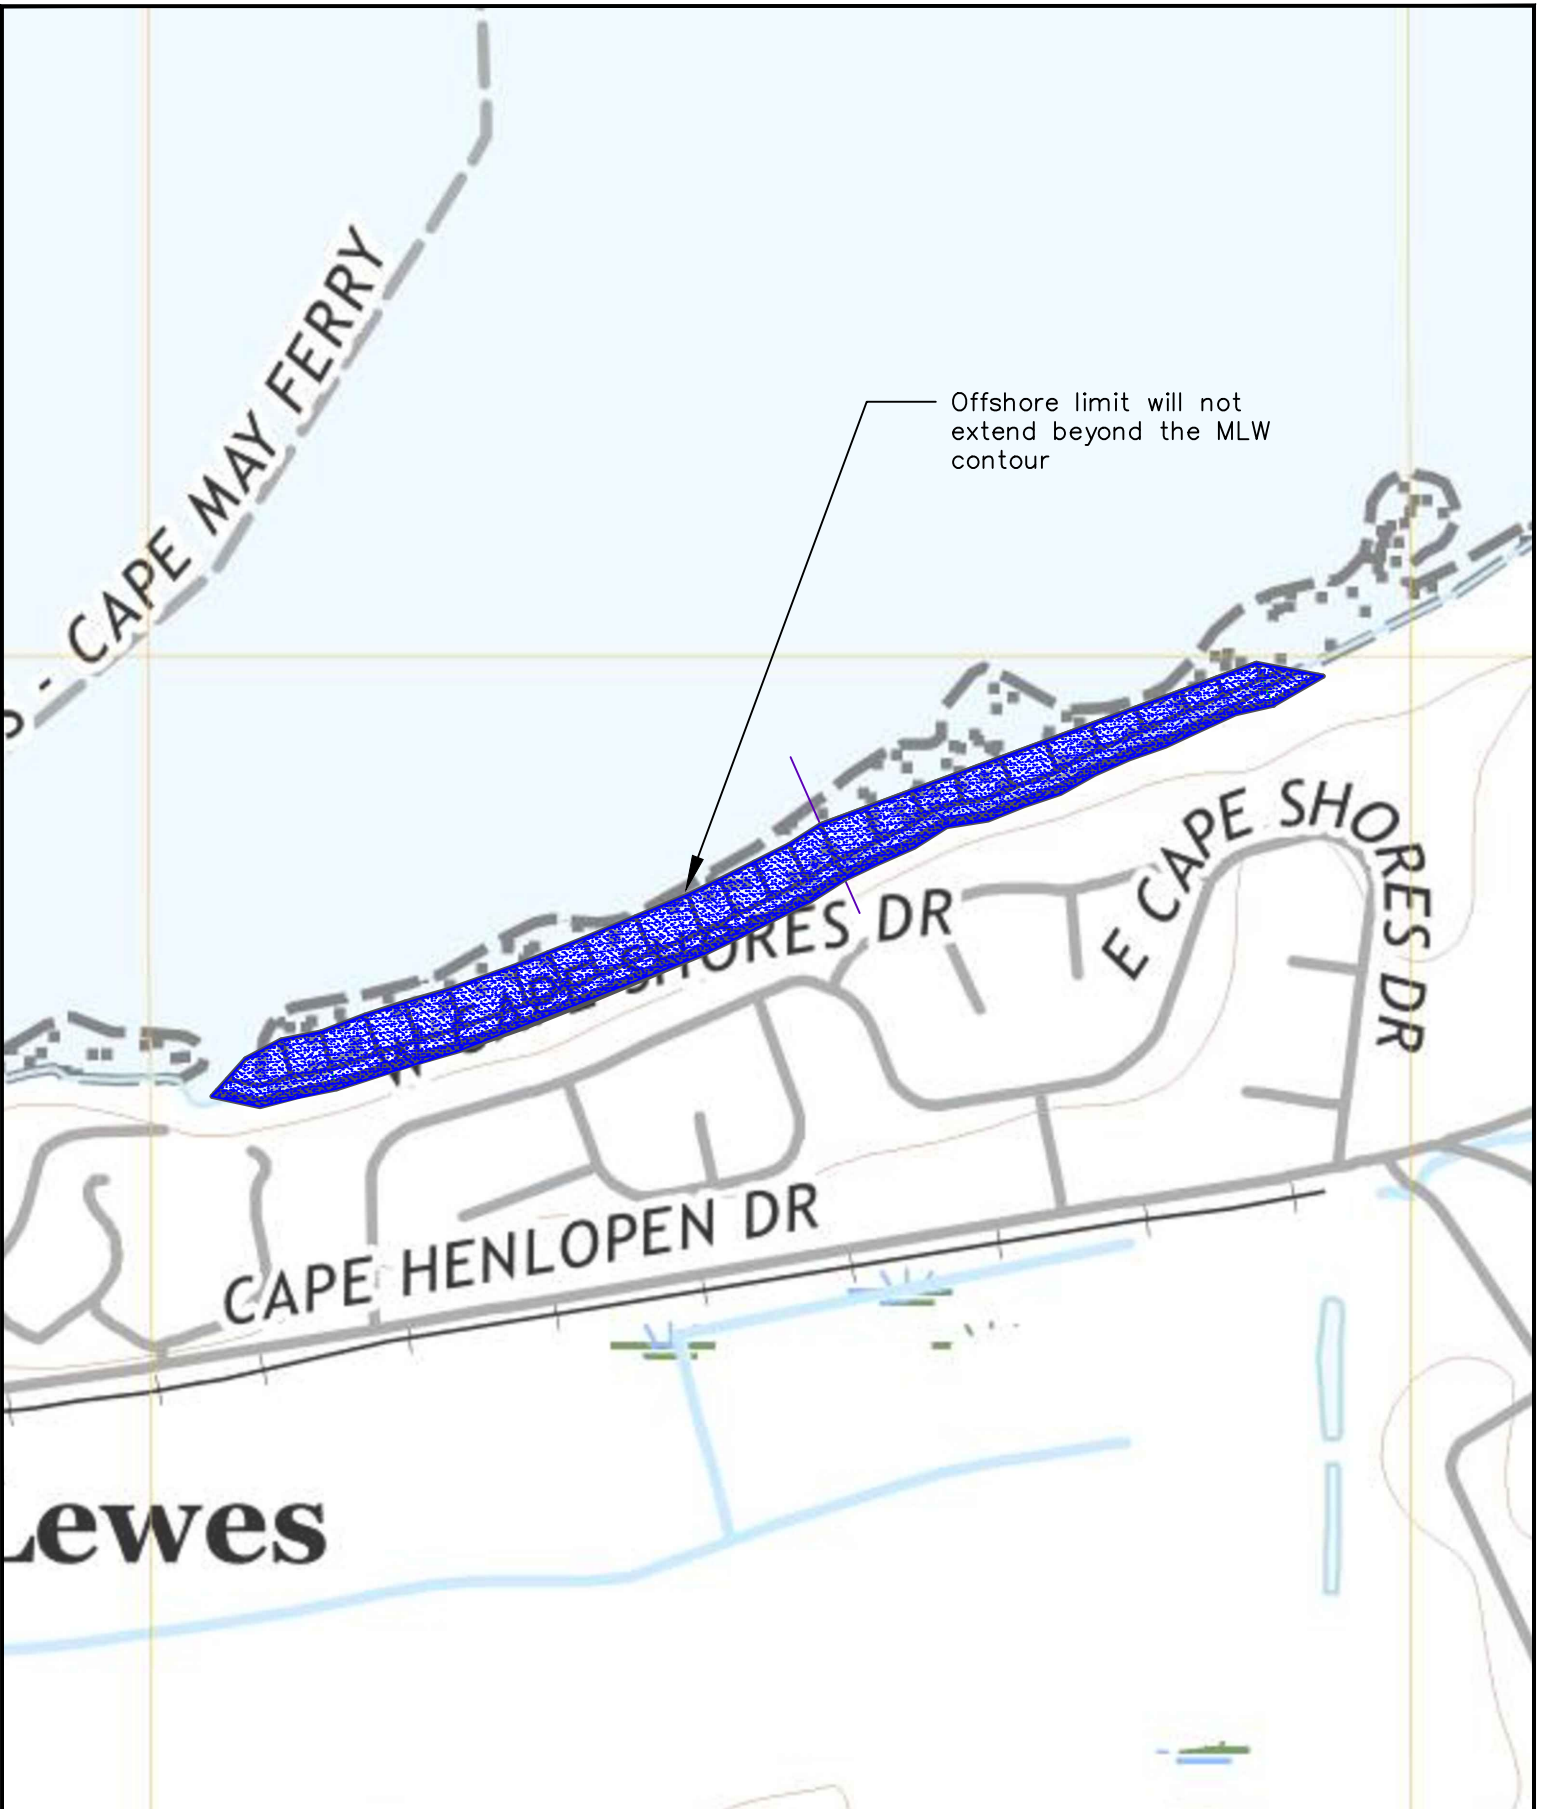 S - CAPE MAY FERRY
Offshore limit will not
extend beyond the MLW
contour
E CAPE SHORES DR
W CAPE SHORES DR
CAPE HENLOPEN DR
Lewes